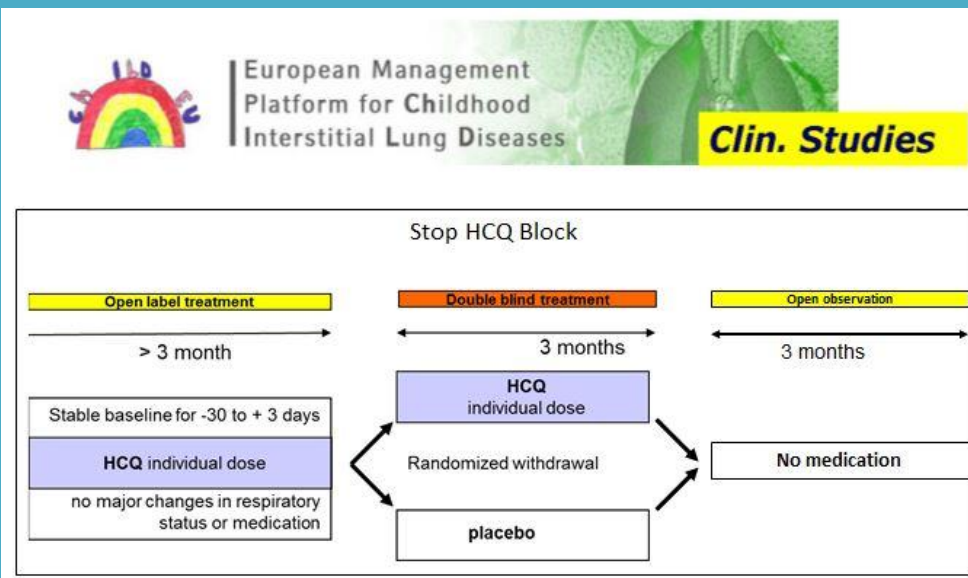 chILD EU
European Management
Platform for Childhood
Interstitial Lung Diseases
Clin. Studies
Stop HCQ Block
Open label treatment
Double blind treatment
Open observation
> 3 month
3 months
3 months
Stable baseline for -30 to + 3 days
HCQ individual dose
no major changes in respiratory
status or medication
HCQ
individual dose
Randomized withdrawal
placebo
No medication